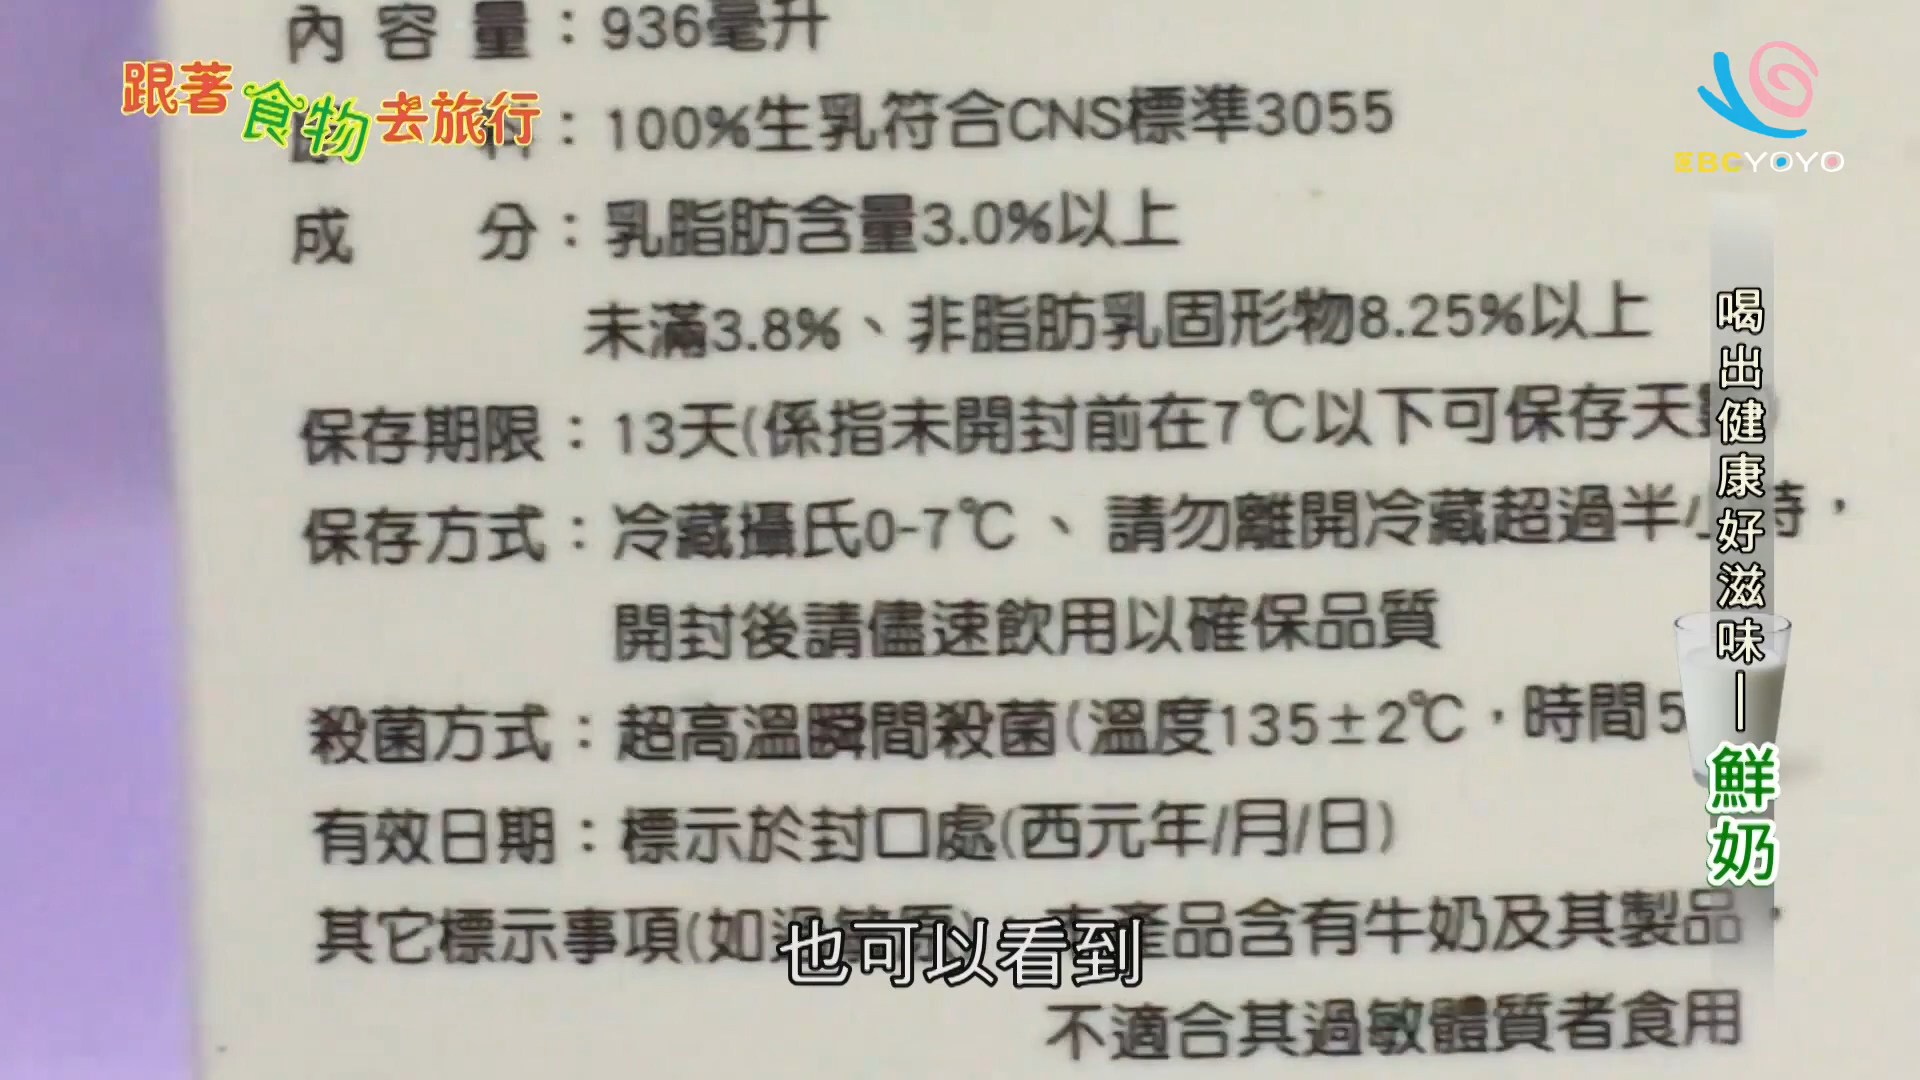 內容量：936毫升
跟著食物去旅行
：100%生乳符合CNS標準3055
EBCYOYO
成分：乳脂肪含量3.0%以上
未滿3.8%、非脂肪乳固形物8.25%以上
保存期限：13天(係指未開封前在7℃以下可保存天
保存方式：冷藏攝氏0-7℃、請勿離開冷藏超過半小時，
開封後請儘速飲用以確保品質
殺菌方式：超高溫瞬間殺菌(溫度135±2℃，時間5
有效日期：標示於封口處(西元年/月/日)
其它標示事項(如過 產品含有牛奶及其製品，
不適合其過敏體質者食用
喝出健康好滋味—鮮奶
也可以看到